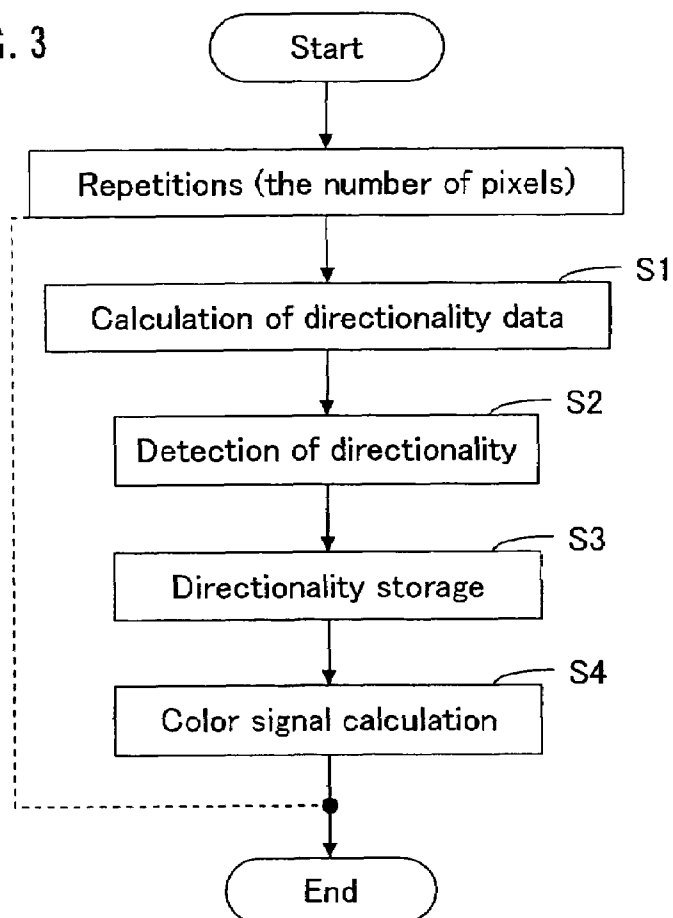 G. 3
Start
Repetitions (the number of pixels)
S1
Calculation of directionality data
S2
Detection of directionality
S3
Directionality storage
S4
Color signal calculation
End